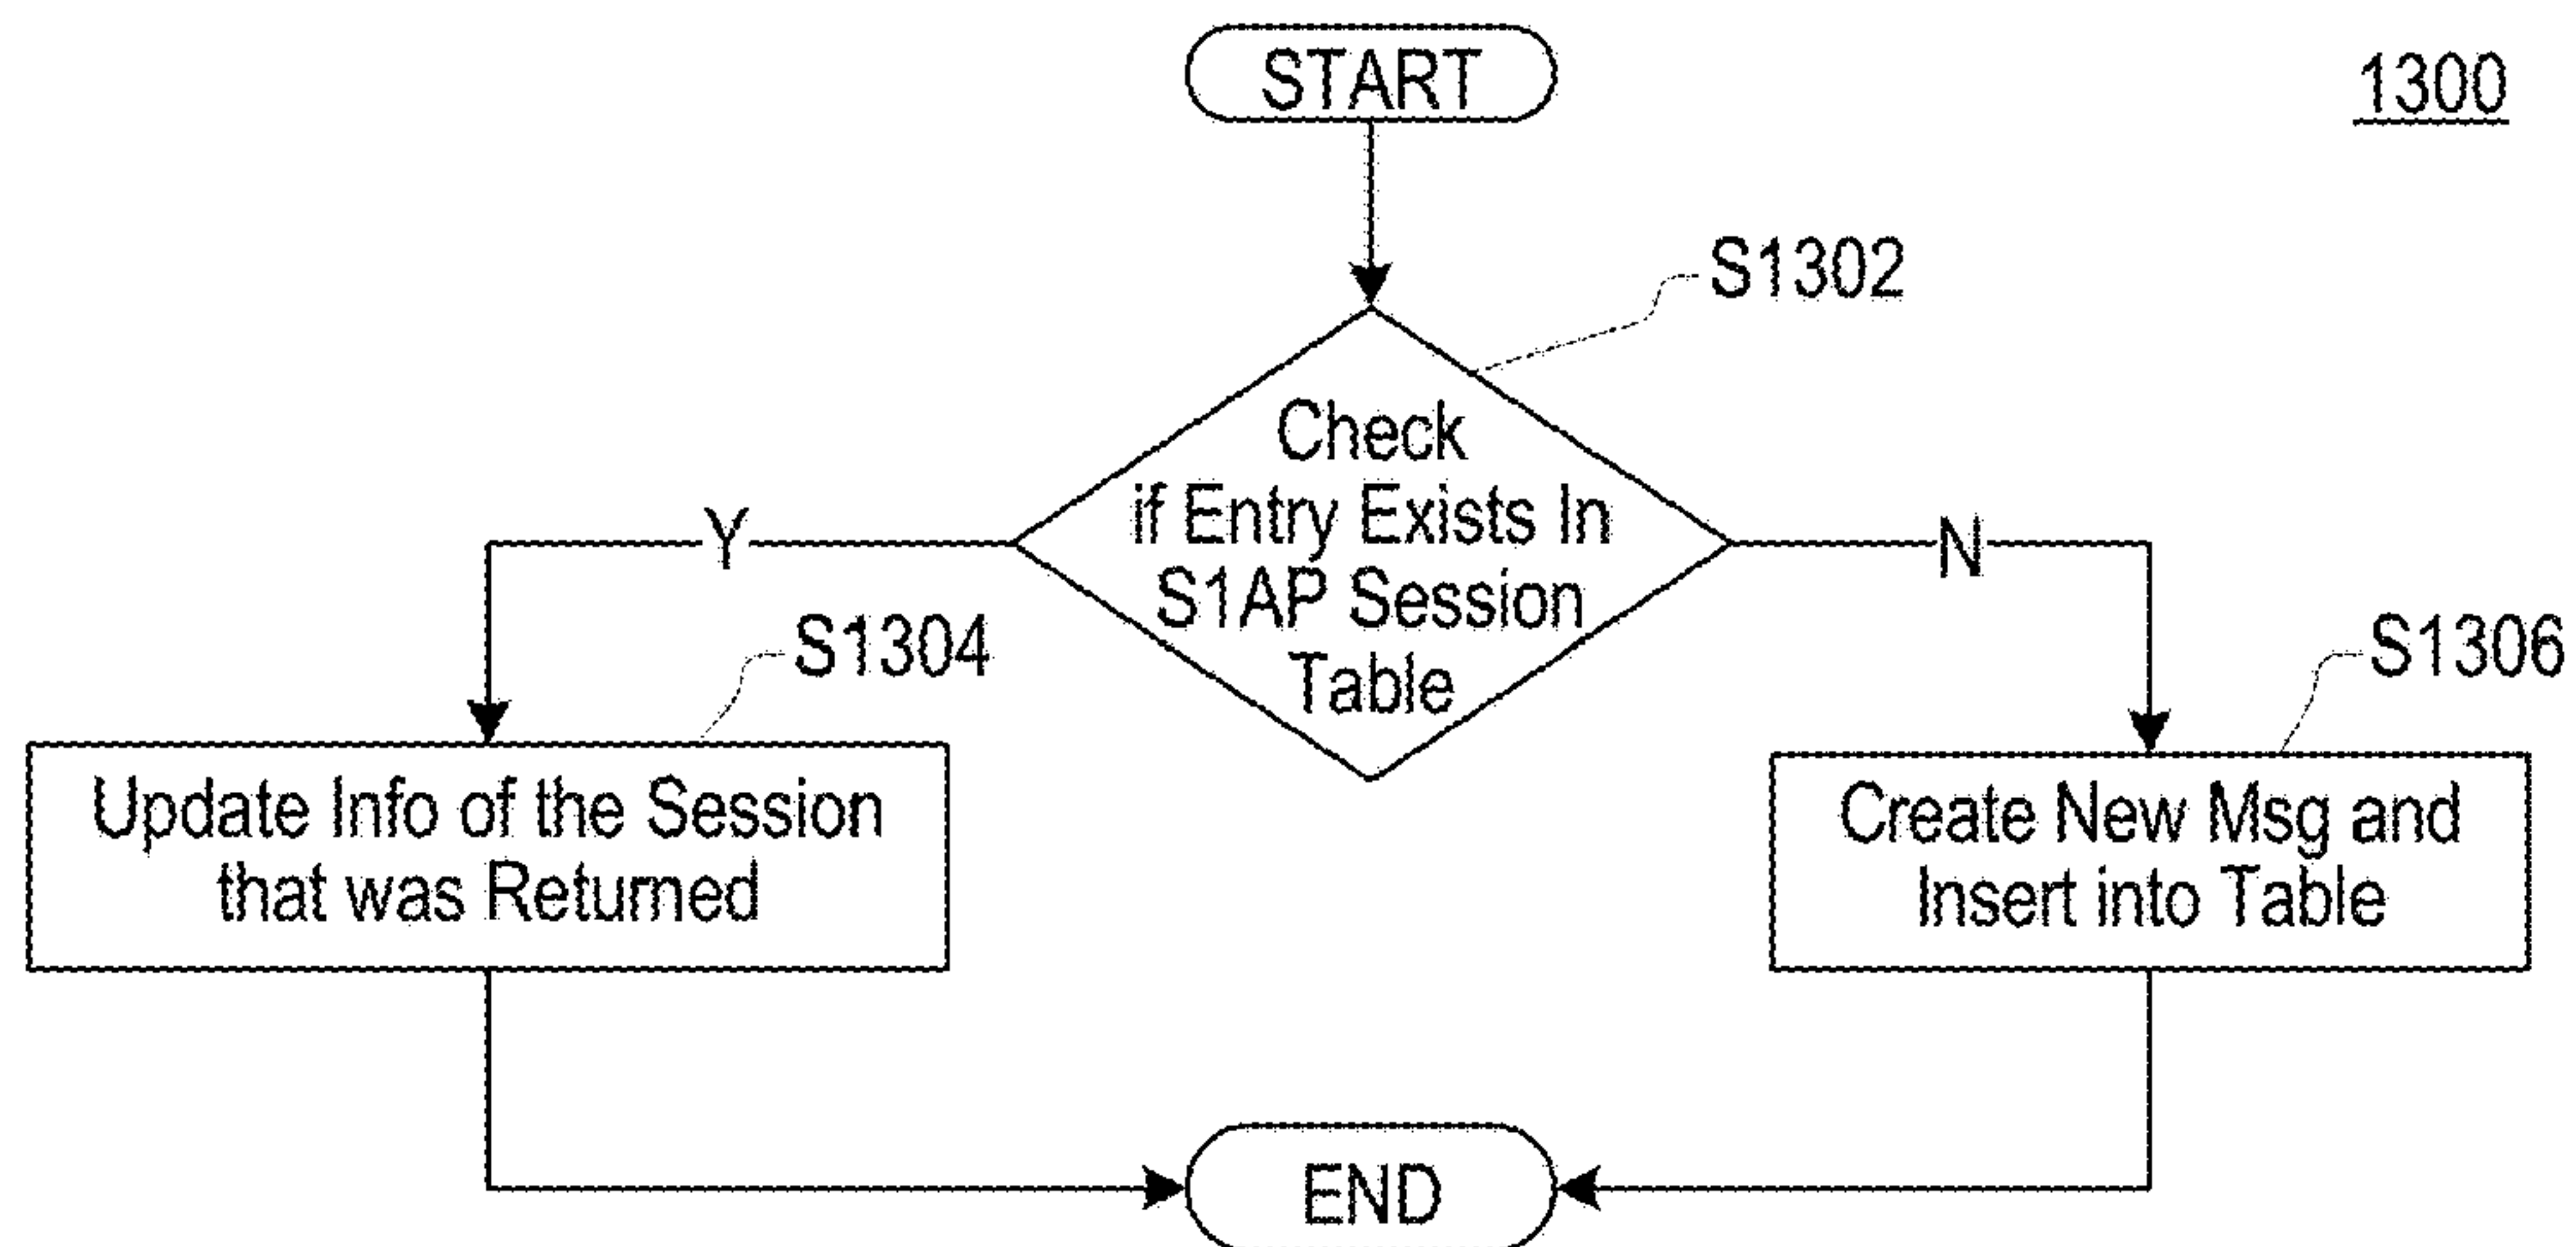 START
1300
S1302
Check
if Entry Exists In
S1AP Session
Table
Y
N
S1304
S1306
Update Info of the Session
that was Returned
Create New Msg and
Insert into Table
END